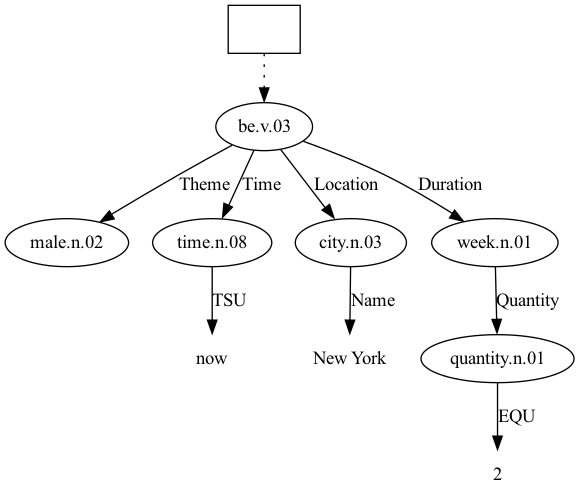 be.v.03
Theme Time Location Duration
male.n.02 time.n.08 city.n.03 week.n.01
TSU Name Quantity
now New York quantity.n.01
EQU
2